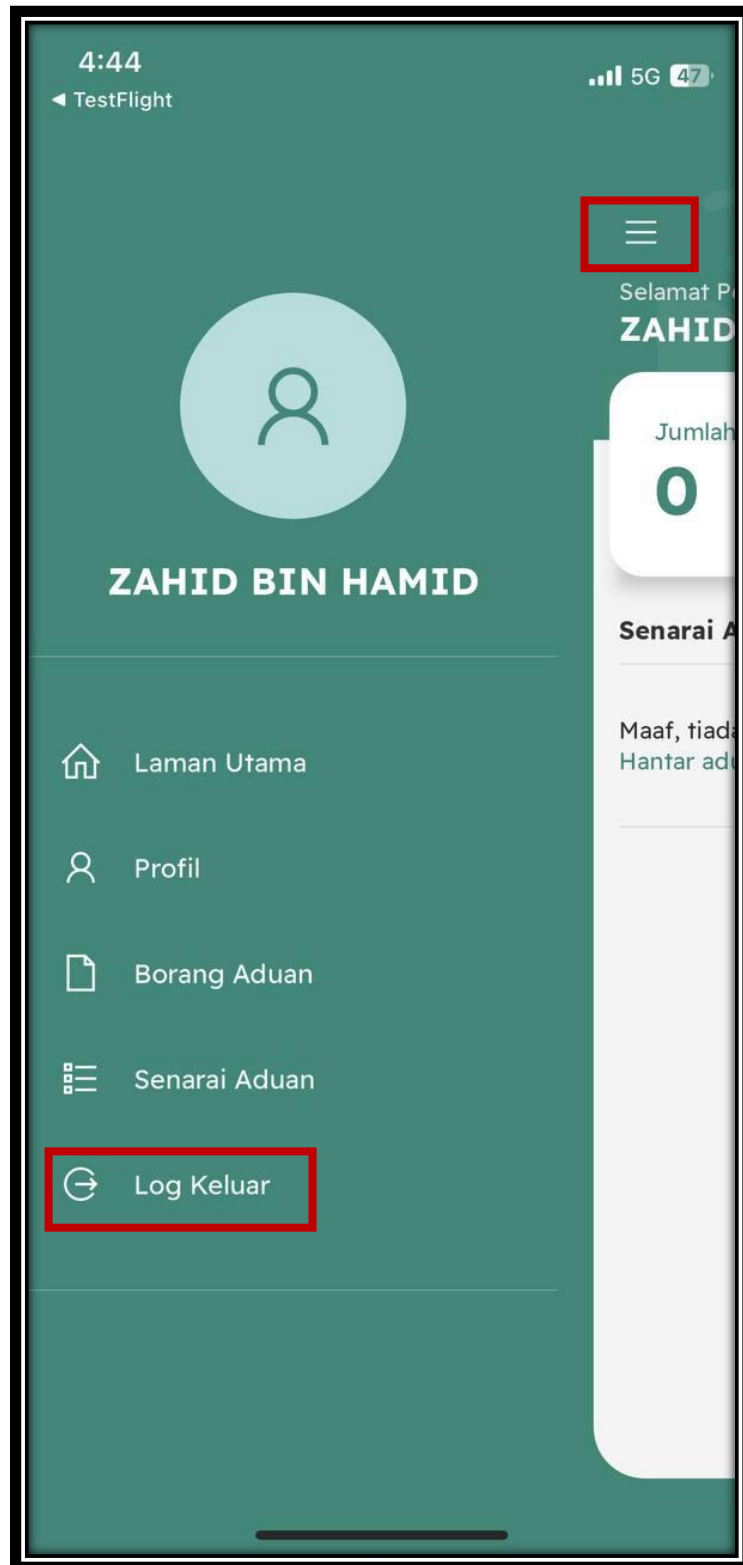 4:44
5G 47
◀ TestFlight
ZAHID BIN HAMID
Laman Utama
Profil
Borang Aduan
Senarai Aduan
Log Keluar
Selamat
ZAHID
Jumlah
0
Senarai A
Maaf, tiada
Hantar